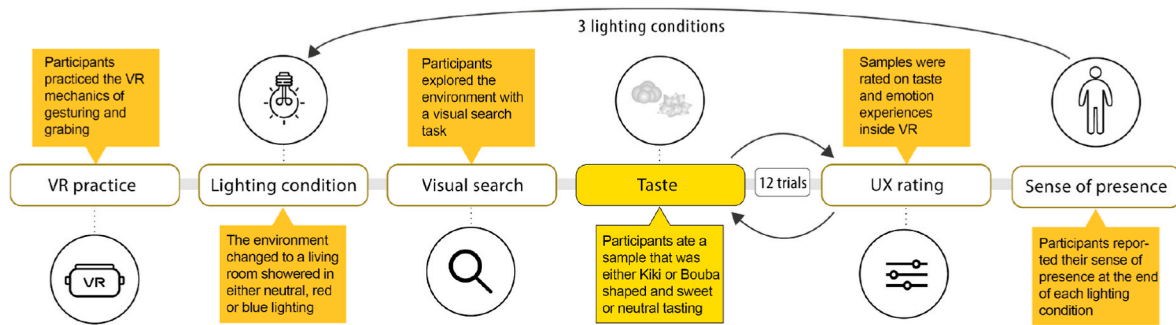 3 lighting conditions
Participants
practiced the VR
mechanics of
gesturing and
grabing
Participants
explored the
environment with
a visual search
task
Samples were
rated on taste
and emotion
experiences
inside VR
VR practice
Lighting condition
Visual search
Taste
12 trials
UX rating
Sense of presence
VR
The environment
changed to a living
room showered in
either neutral, red
or blue lighting
Participants ate a
sample that was
either Kiki or Bouba
shaped and sweet
or neutral tasting
Participants repor-
ted their sense of
presence at the end
of each lighting
condition